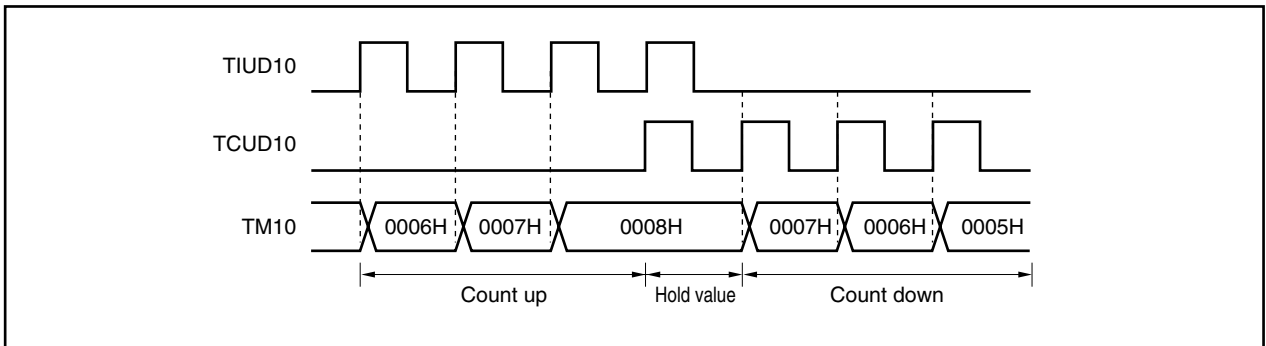 TIUD10
TCUD10
TM10 0006H 0007H 0008H 0007H 0006H 0005H
Count up Hold value Count down